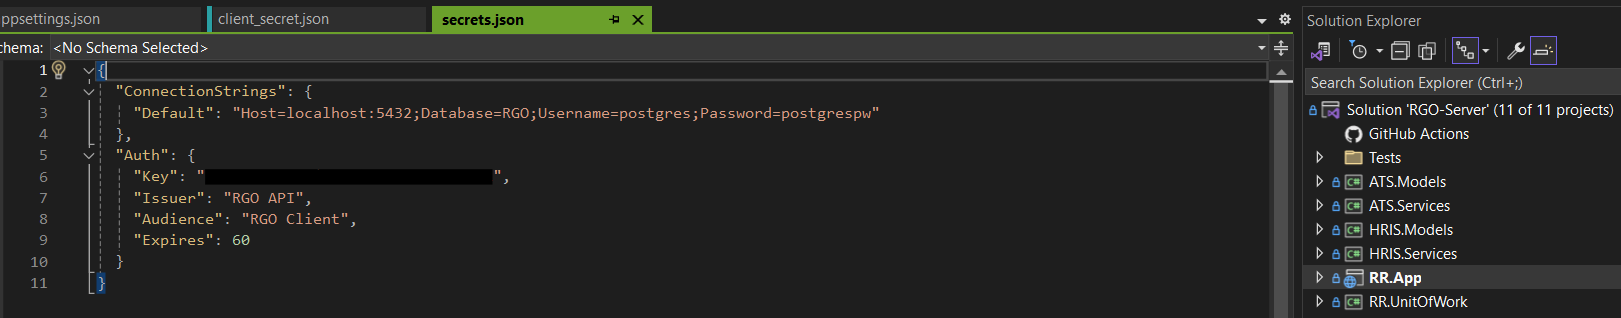 ppsettings.json
client_secret.json
secrets.json
chema: <No Schema Selected>
1 {
2 "ConnectionStrings": {
3 "Default": "Host=localhost:5432;Database=RGO;Username=postgres;Password=postgrespw"
4 },
5 "Auth": {
6 "Key": "",
7 "Issuer": "RGO API",
8 "Audience": "RGO Client",
9 "Expires": 60
10 }
11 }
Solution Explorer
Search Solution Explorer (Ctrl+;)
Solution 'RGO-Server' (11 of 11 projects)
GitHub Actions
Tests
C# ATS.Models
C# ATS.Services
C# HRIS.Models
C# HRIS.Services
RR.App
C# RR.UnitOfWork